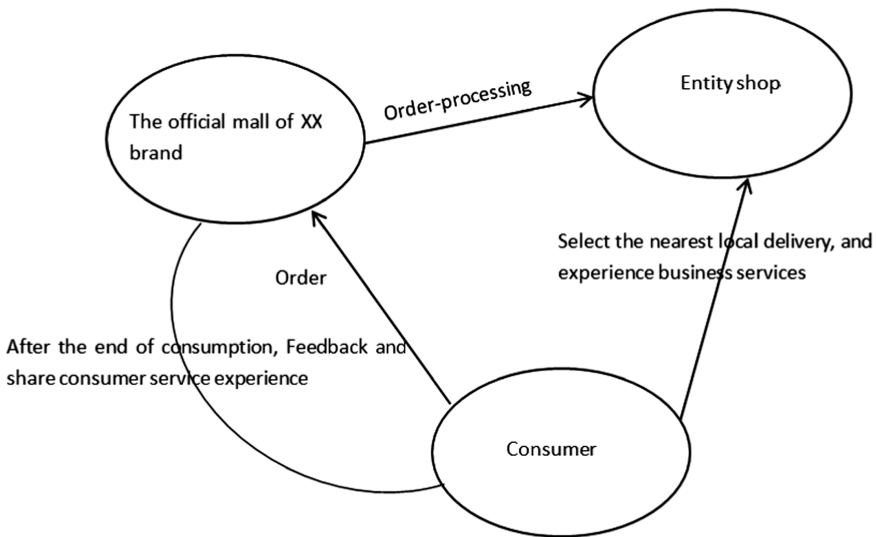 Entity shop
Order-processing
The official mall of XX
brand
Select the nearest local delivery, and
experience business services
Order
After the end of consumption, Feedback and
share consumer service experience
Consumer